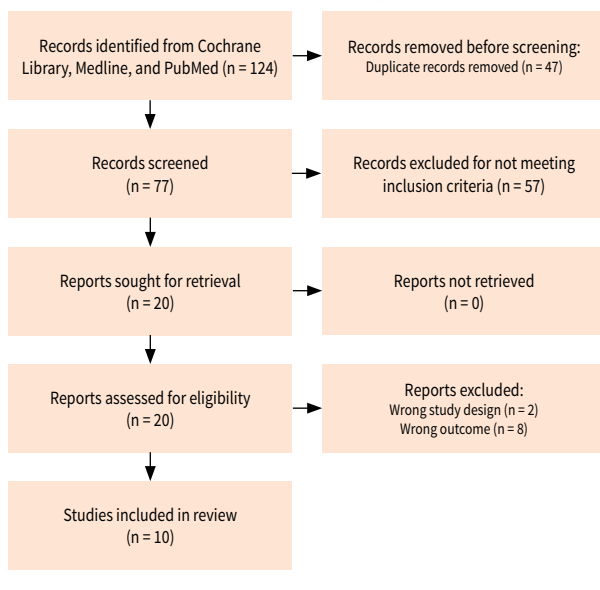 Records identified from Cochrane
Library, Medline, and PubMed (n = 124)
Records removed before screening:
Duplicate records removed (n = 47)
Records screened
(n = 77)
Records excluded for not meeting
inclusion criteria (n = 57)
Reports sought for retrieval
(n = 20)
Reports not retrieved
(n = 0)
Reports assessed for eligibility
(n = 20)
Reports excluded:
Wrong study design (n = 2)
Wrong outcome (n = 8)
Studies included in review
(n = 10)